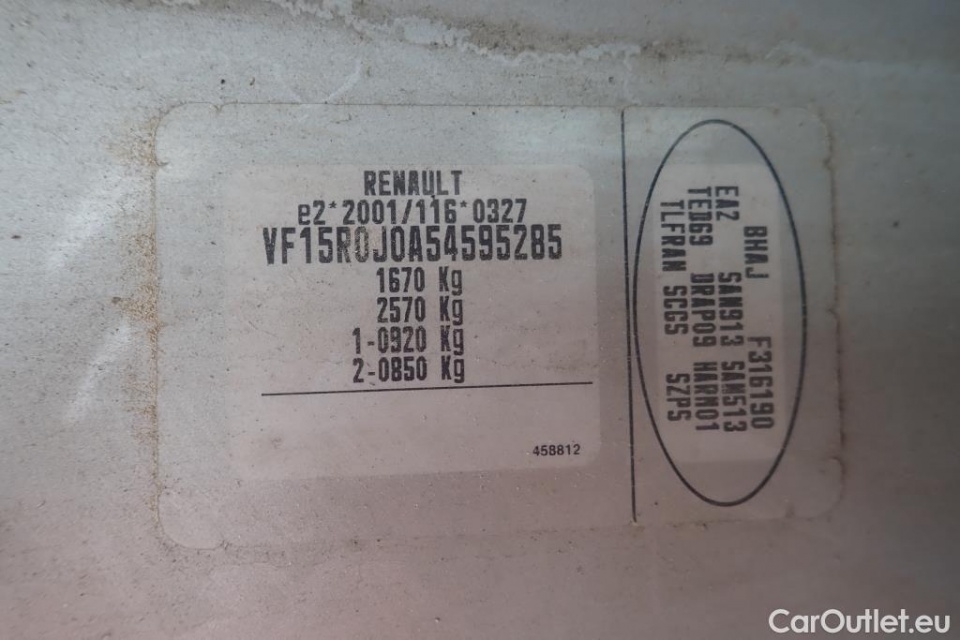 RENAULT
e2*2001/116*0327
VF15R0J0A54595285
1670 Kg
2570 Kg
1-0920 Kg
2-0850 Kg
458812
BHAJ F316190
EA2 SAN913 SAM513
TED69 DRAP09 HARM01
TLFRAN SCGS SZPS
CarOutlet.eu